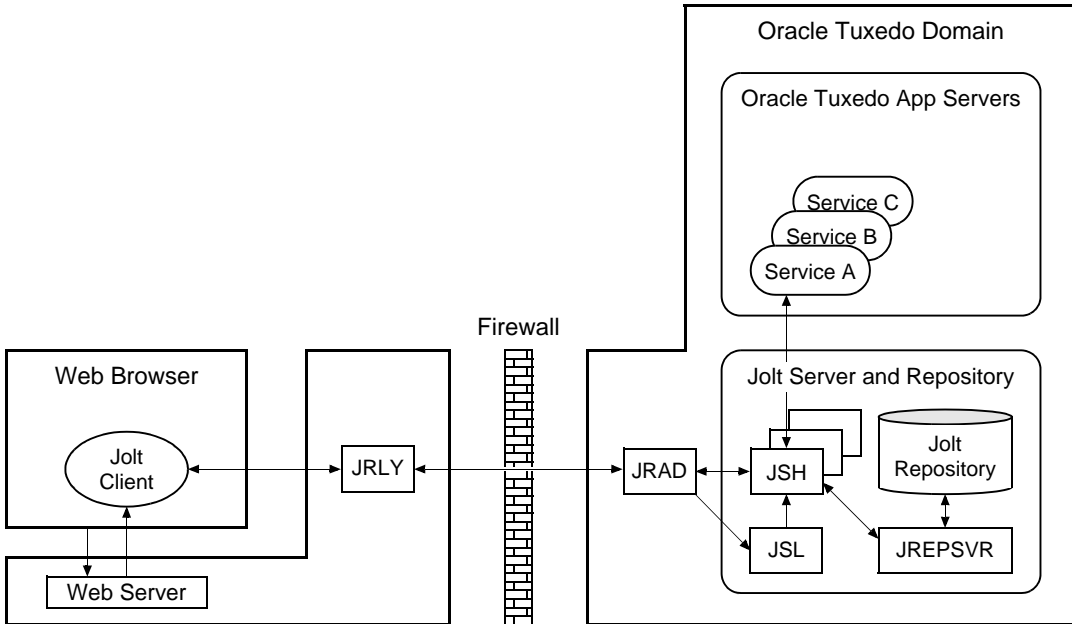 Oracle Tuxedo Domain
Oracle Tuxedo App Servers
Service C
Service B
Service A
Firewall
Web Browser
Jolt Server and Repository
Jolt
Client
JRLY
JRAD
JSH
Jolt
Repository
JSL
JREPSVR
Web Server